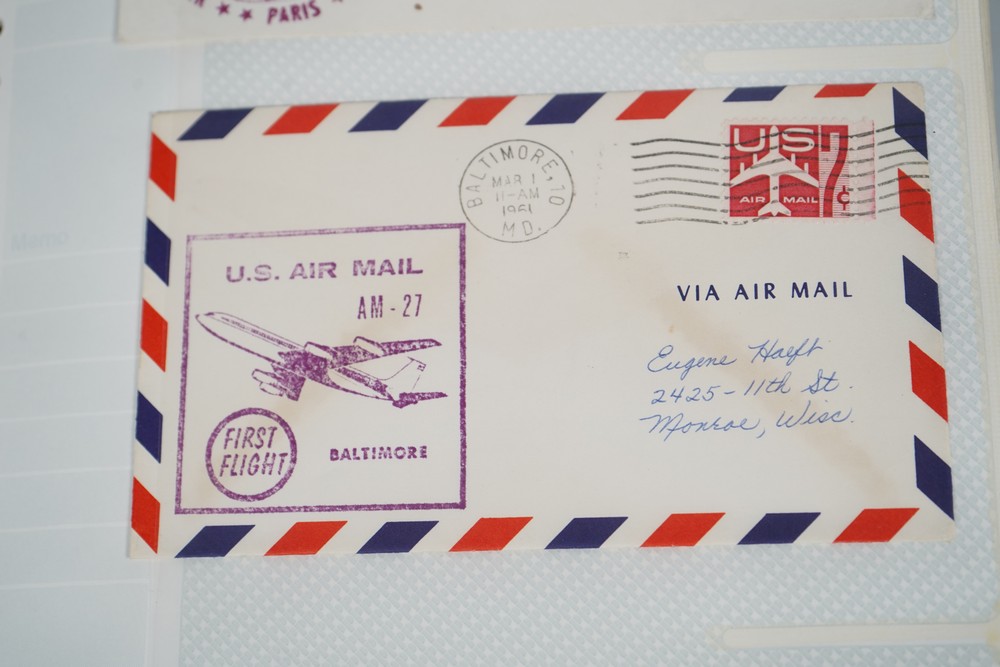 ★ ★ PARIS
U.S. AIR MAIL
AM-27
FIRST
FLIGHT
BALTIMORE
BALTIMORE, 10
MAR 1
11-AM
1961
MD.
US
AIR MAIL
7¢
VIA AIR MAIL
Eugene Haeft
2425-11th St.
Monroe, Wisc.